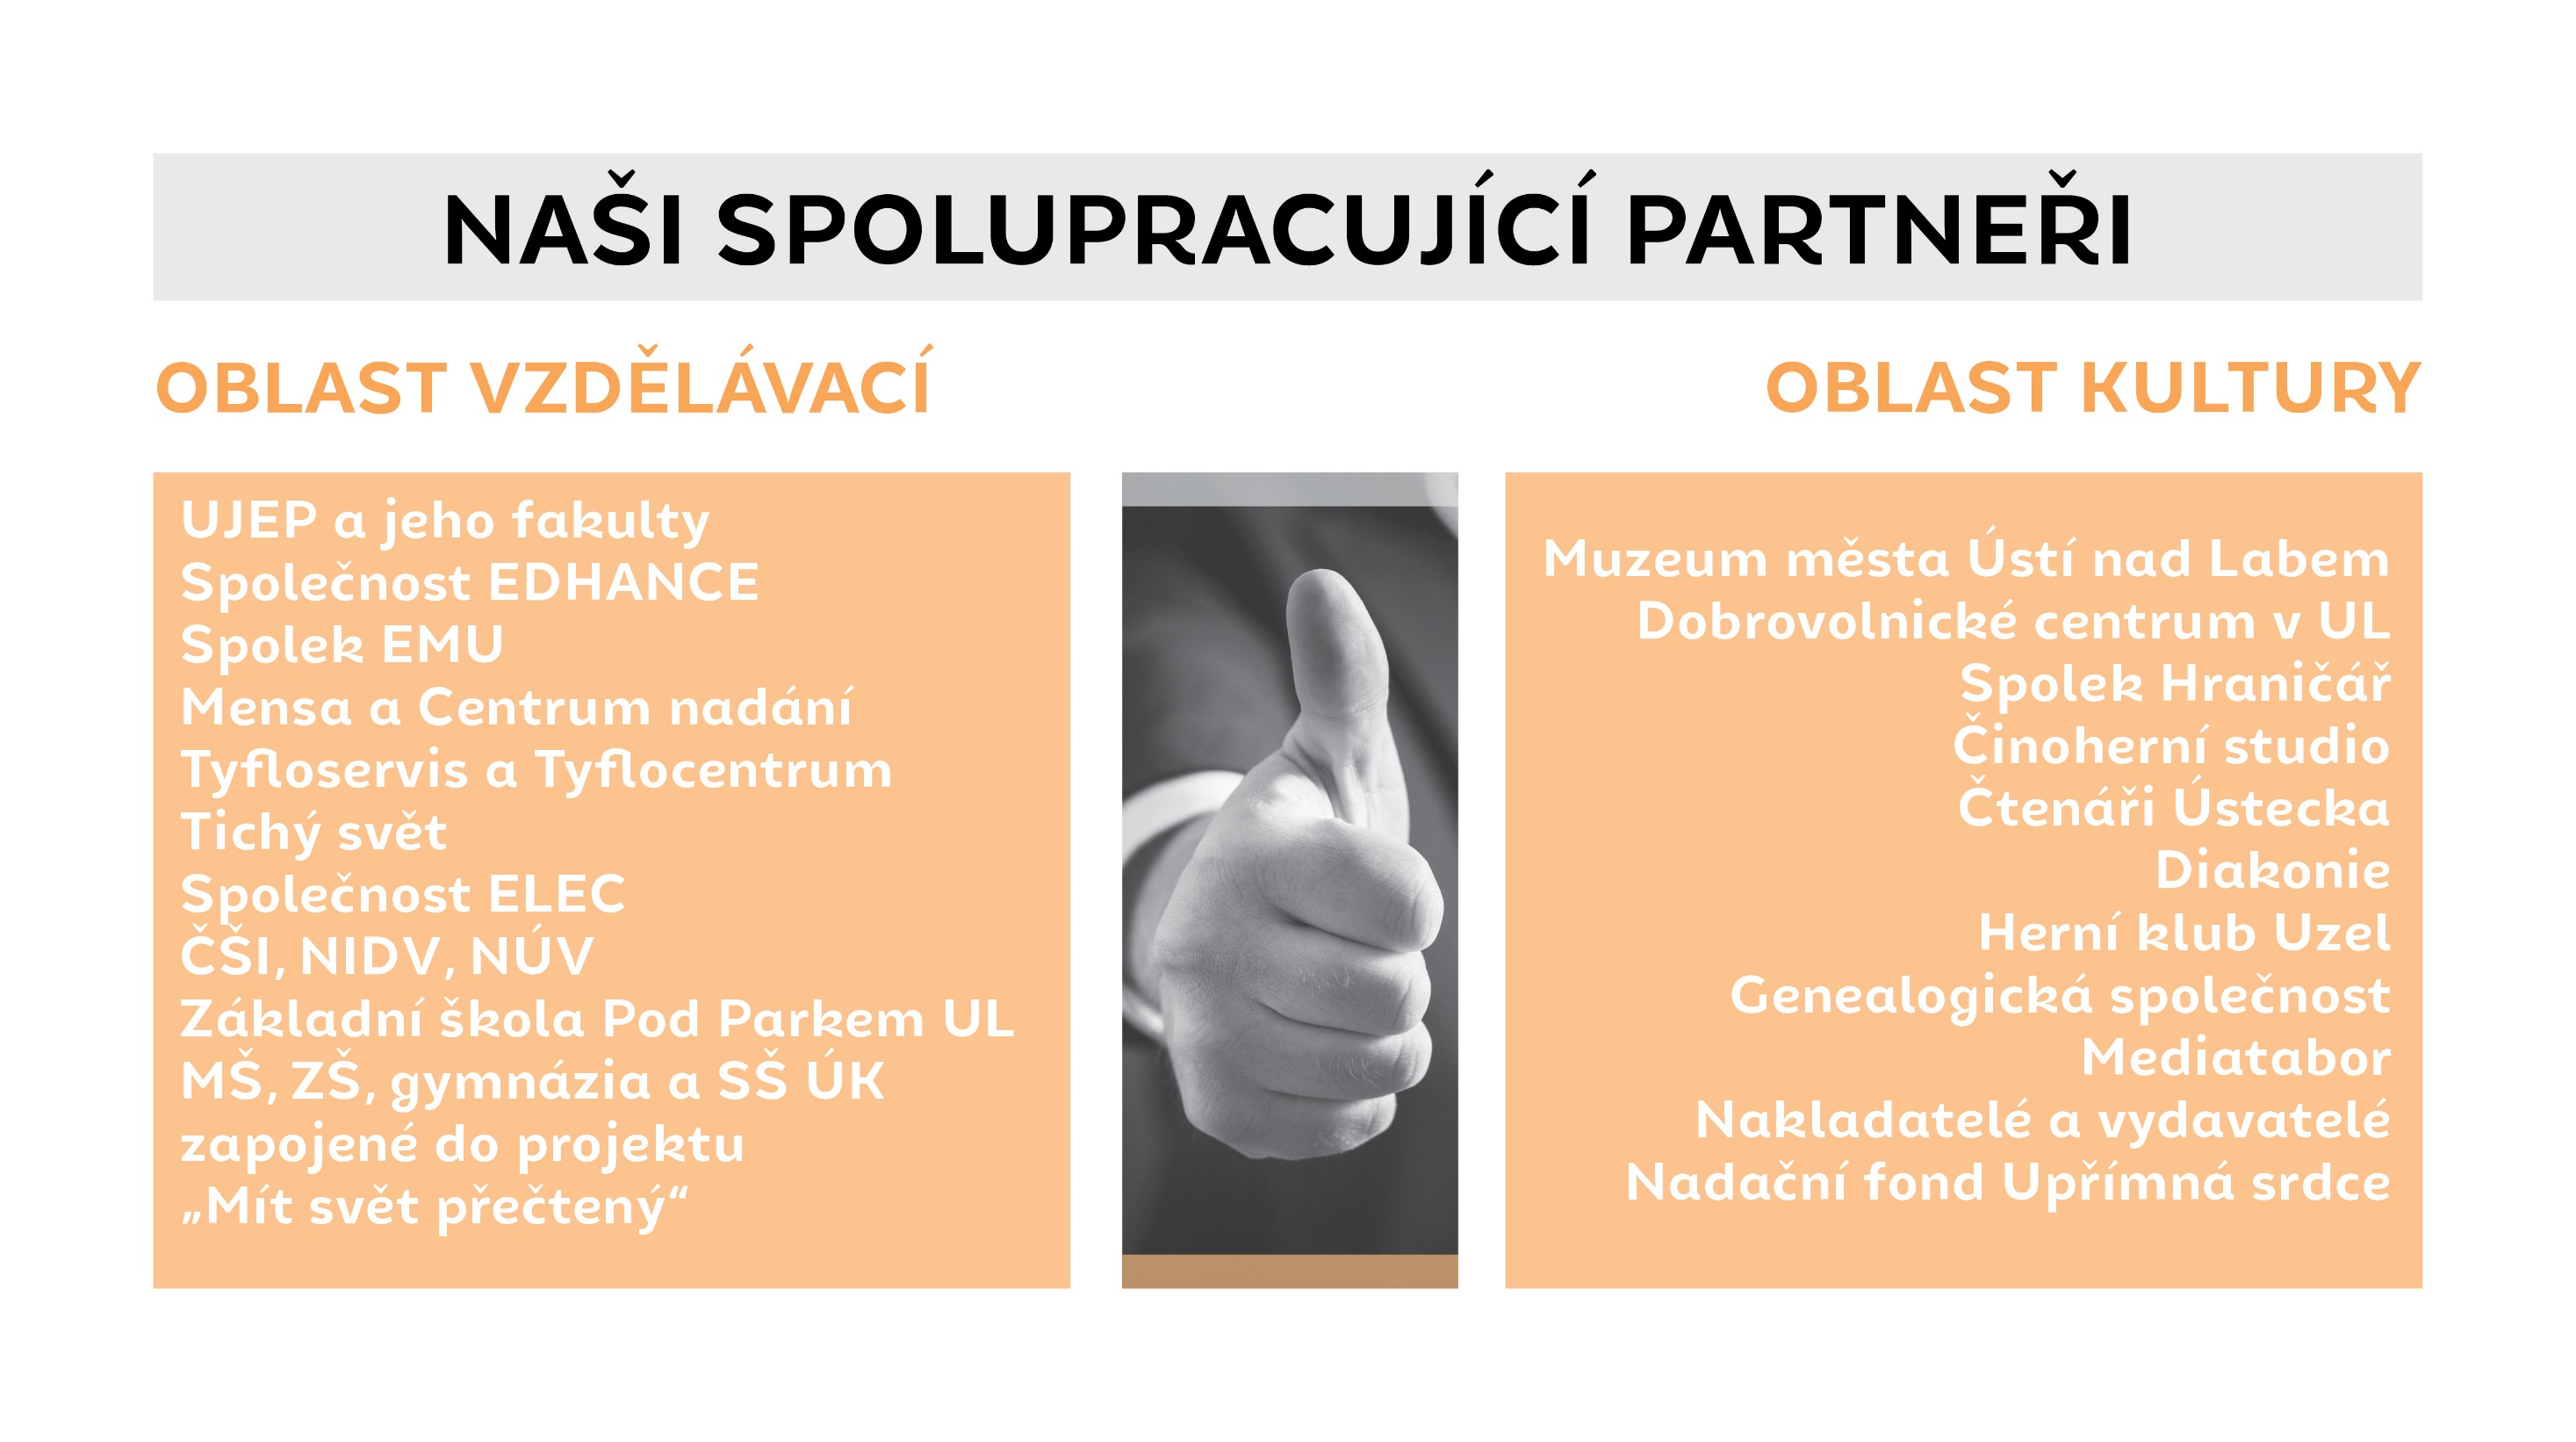 NAŠI SPOLUPRACUJÍCÍ PARTNEŘI
OBLAST VZDĚLÁVACÍ
UJEP a jeho fakulty
Společnost EDHANCE
Spolek EMU
Mensa a Centrum nadání
Tyfloservis a Tyflocentrum
Tichý svět
Společnost ELEC
ČŠI, NIDV, NÚV
Základní škola Pod Parkem UL
MŠ, ZŠ, gymnázia a SŠ ÚK
zapojené do projektu
„Mít svět přečtený“
OBLAST KULTURY
Muzeum města Ústí nad Labem
Dobrovolnické centrum v UL
Spolek Hraničář
Činoherní studio
Čtenáři Ústecka
Diakonie
Herní klub Uzel
Genealogická společnost
Mediatabor
Nakladatelé a vydavatelé
Nadační fond Upřímná srdce